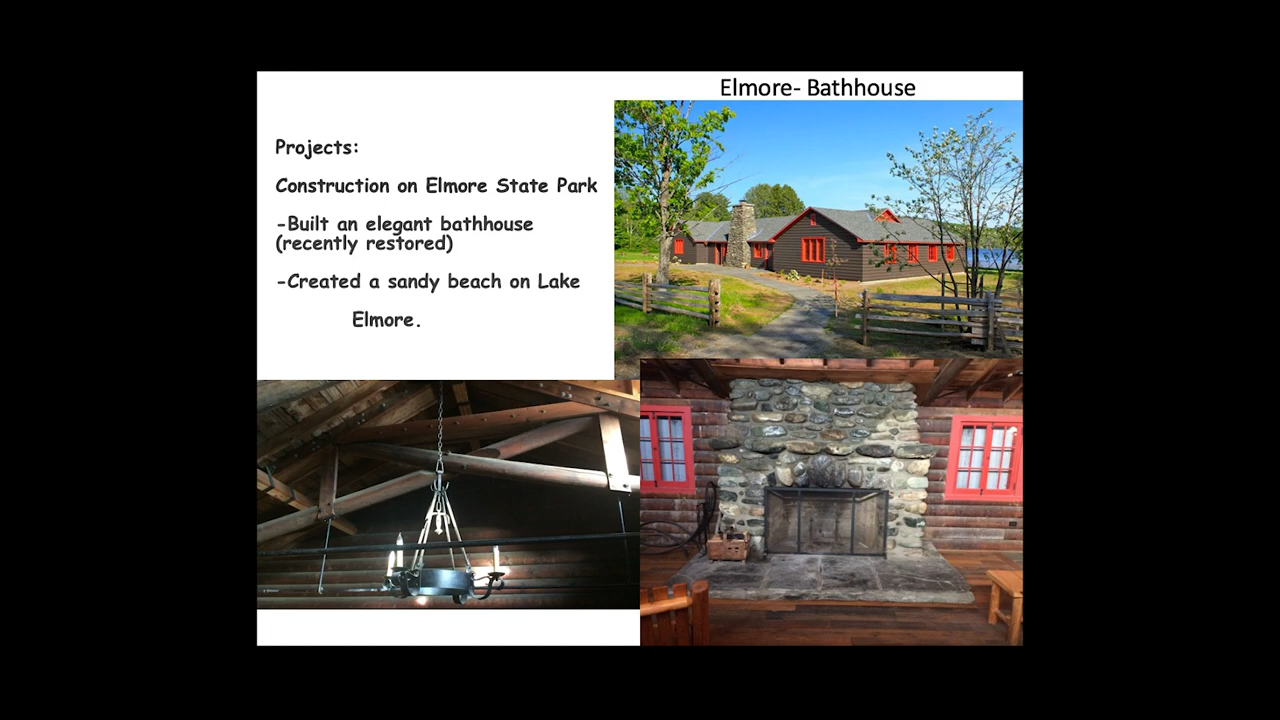 Elmore- Bathhouse
Projects:
Construction on Elmore State Park
-Built an elegant bathhouse
(recently restored)
-Created a sandy beach on Lake
Elmore.